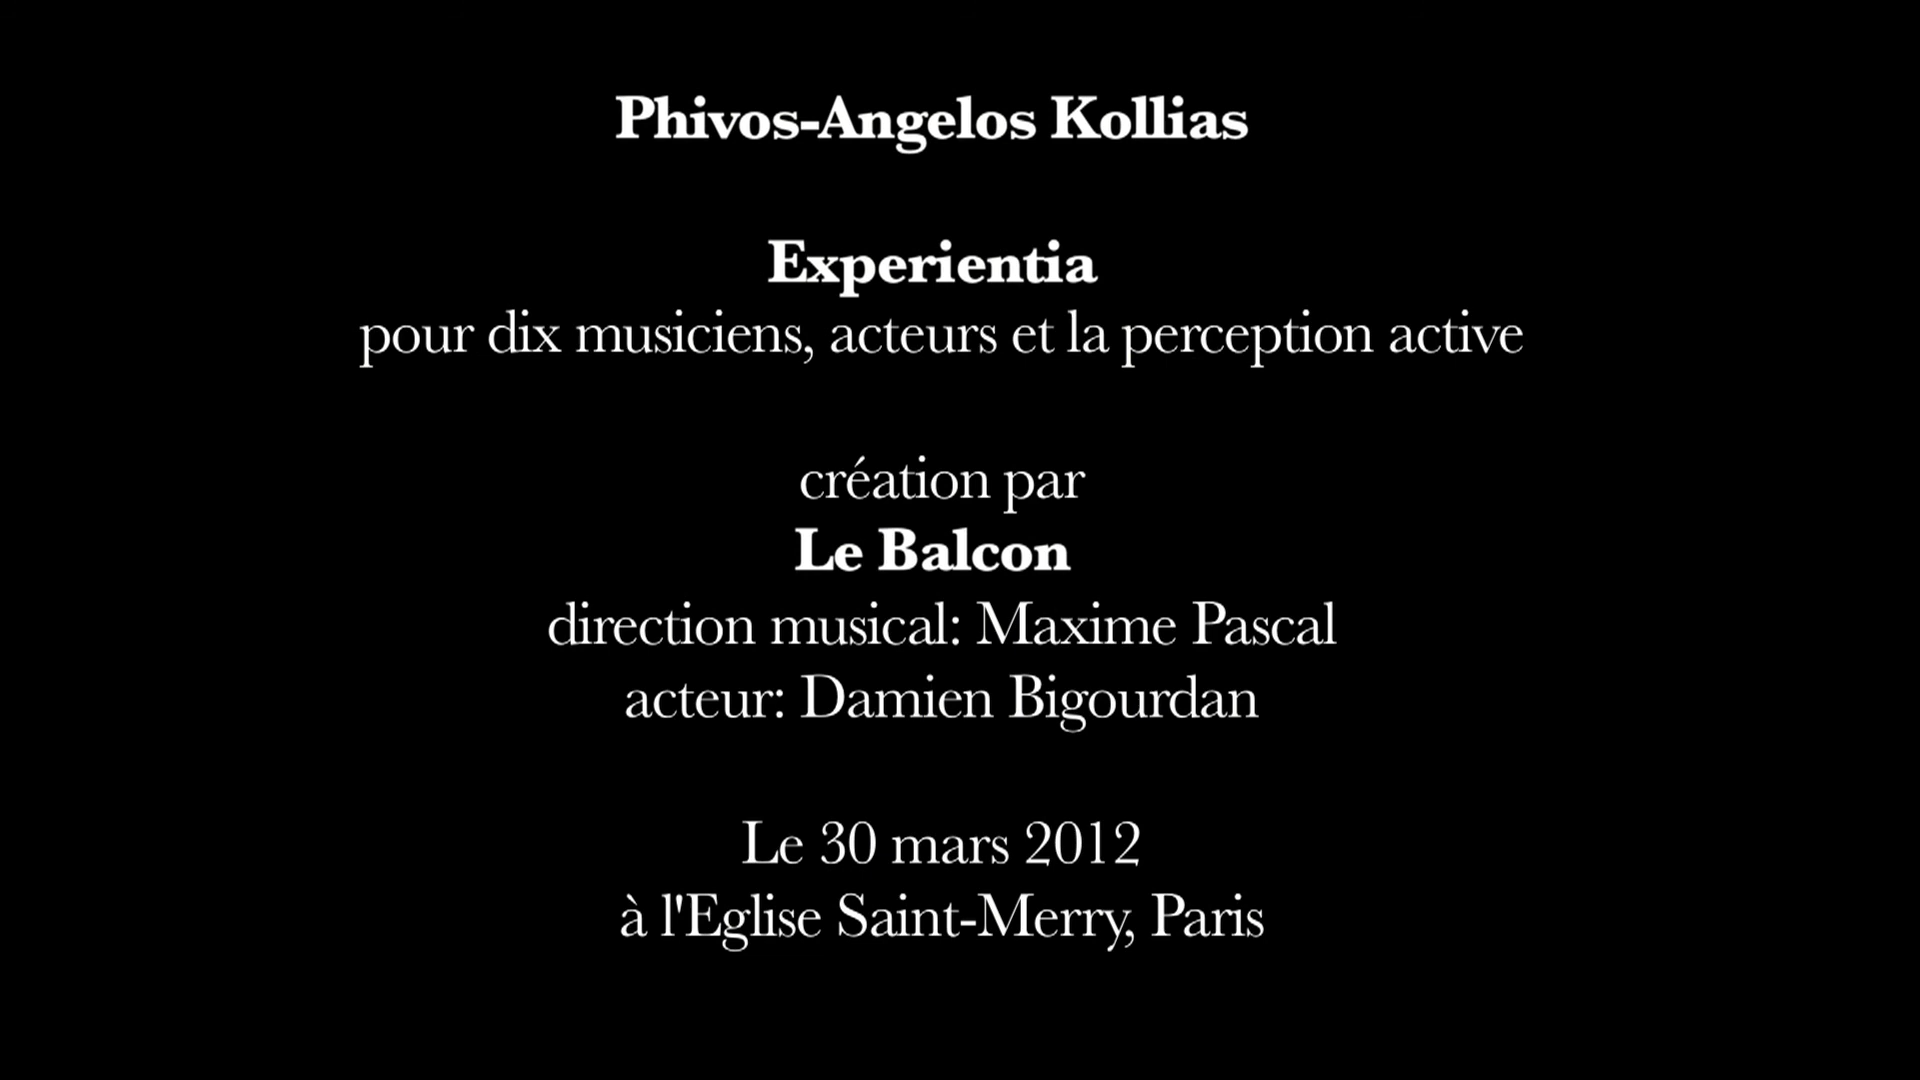 Phivos-Angelos Kollias
Experientia
pour dix musiciens, acteurs et la perception active
création par
Le Balcon
direction musical: Maxime Pascal
acteur: Damien Bigourdan
Le 30 mars 2012
à l'Eglise Saint-Merry, Paris